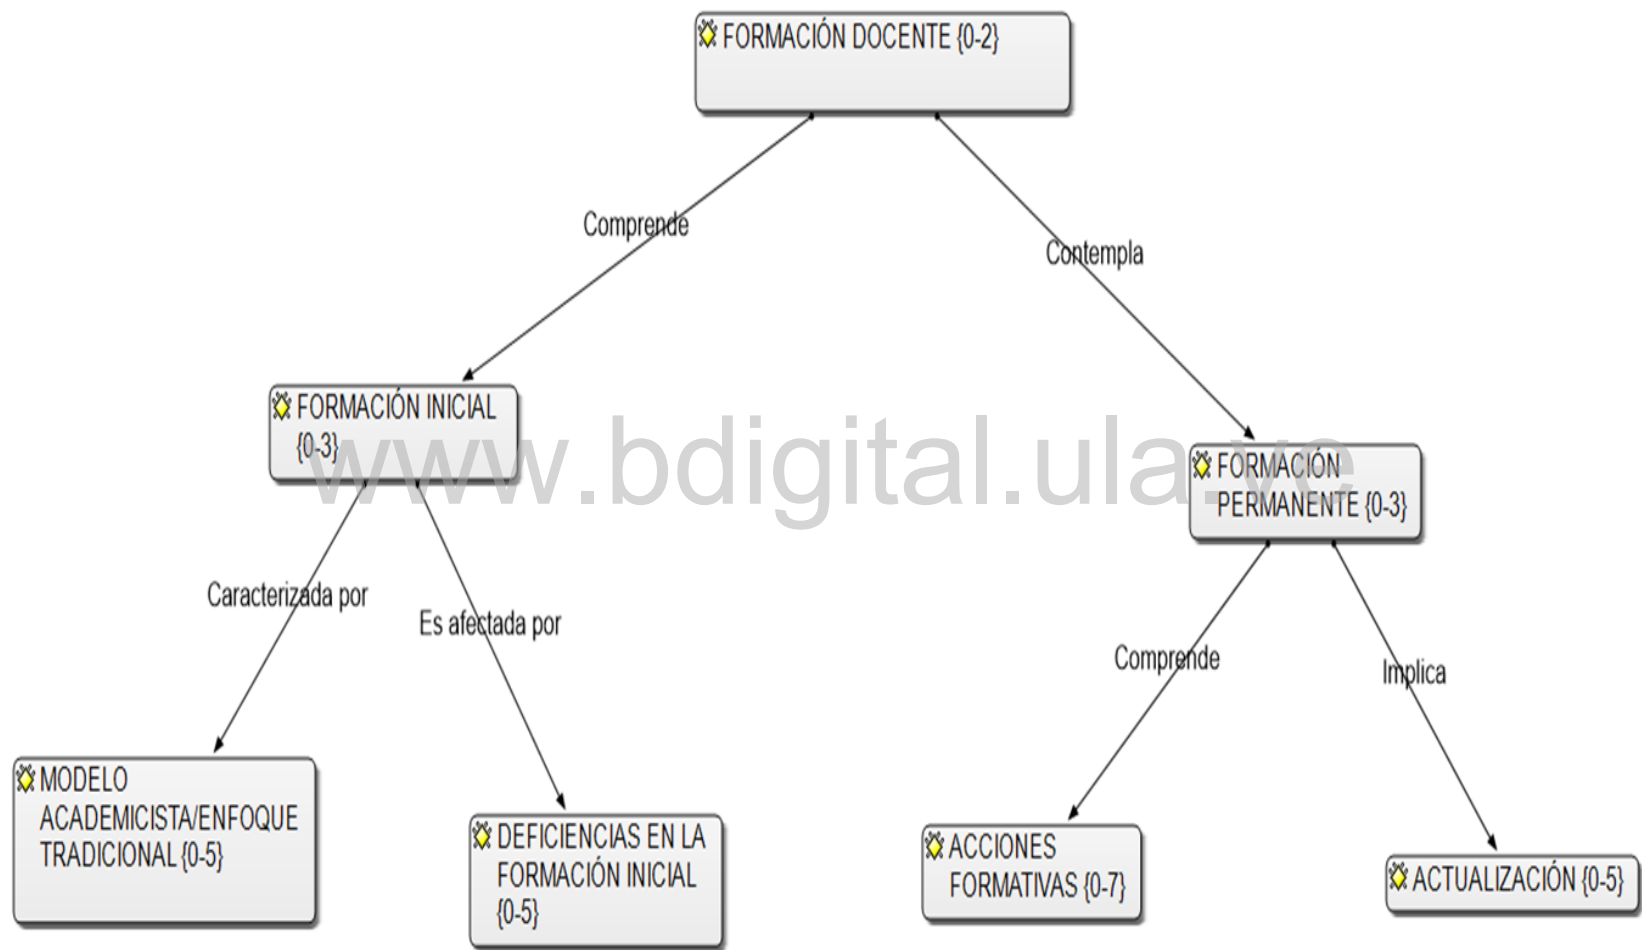 FORMACIÓN DOCENTE {0-2}
Comprende
Contempla
FORMACIÓN INICIAL
{0-3}
FORMACIÓN
PERMANENTE {0-3}
www.bdigital.ula.ve
Caracterizada por
Es afectada por
Comprende
Implica
MODELO
ACADEMICISTA/ENFOQUE
TRADICIONAL {0-5}
DEFICIENCIAS EN LA
FORMACIÓN INICIAL
{0-5}
ACCIONES
FORMATIVAS {0-7}
ACTUALIZACIÓN {0-5}